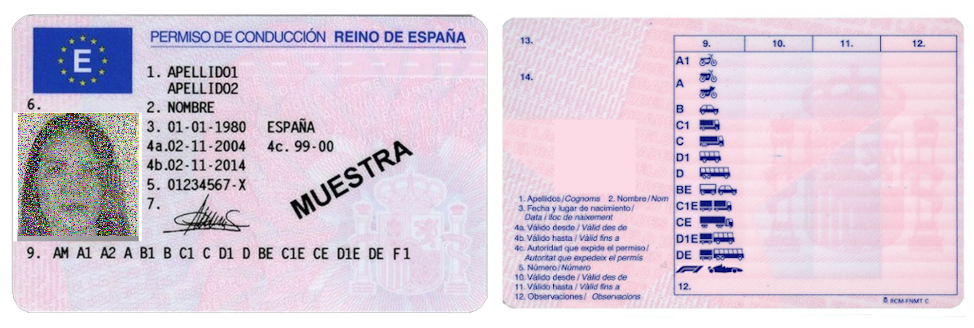 PERMISO DE CONDUCCIÓN REINO DE ESPAÑA
E
1. APELLIDO1
APELLIDO2
2. NOMBRE
3. 01-01-1980 ESPAÑA
4a.02-11-2004 4c. 99-00
4b.02-11-2014
5. 01234567-X
6.
7.
MUESTRA
9. AM A1 A2 A B1 B C1 C D1 D BE C1E CE D1E DE F1
13.
14.
1. Apellidos/Cognoms 2. Nombre/Nom
3. Fecha y lugar de nacimiento/
Data i lloc de naixement
4a. Válido desde / Vàlid des de
4b. Válido hasta / Vàlid fins a
4c. Autoridad que expide el permiso/
Autoritat que expedeix el permís
5. Número/Número
10. Válido desde/ Vàlid des de
11. Válido hasta / Vàlid fins a
12. Observaciones/ Observacions
9. 10. 11. 12.
A1
A
B
C1
C
D1
D
BE
C1E
CE
D1E
DE
F1
12.
RCM-FNMT C